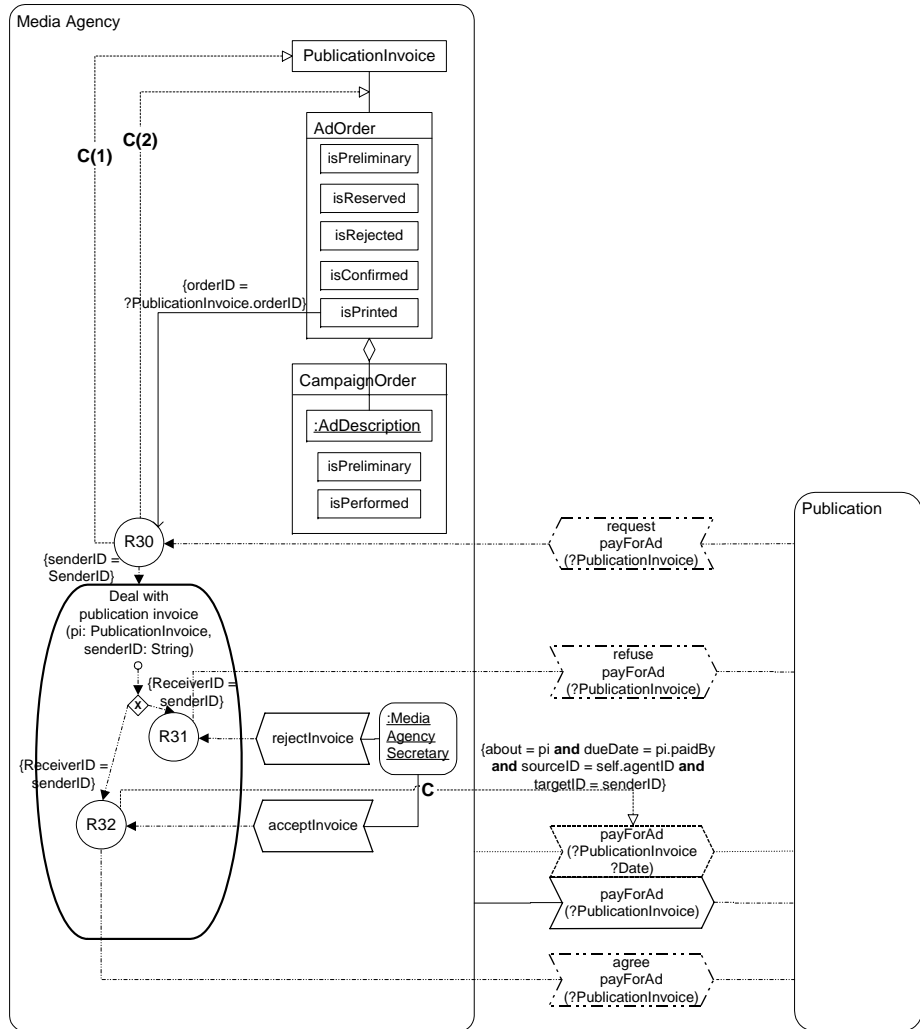 Media Agency
PublicationInvoice
AdOrder
C(2)
C(1)
isPreliminary
isReserved
isRejected
isConfirmed
{orderID =
?PublicationInvoice.orderID}
isPrinted
CampaignOrder
:AdDescription
isPreliminary
isPerformed
Publication
R30
request
payForAd
(?PublicationInvoice)
{senderID =
SenderID}
Deal with
publication invoice
(pi: PublicationInvoice,
senderID: String)
refuse
payForAd
(?PublicationInvoice)
{ReceiverID =
senderID}
X
R31
rejectInvoice
:Media
Agency
Secretary
{about = pi and dueDate = pi.paidBy
and sourceID = self.agentID and
targetID = senderID}
{ReceiverID =
senderID}
C
R32
acceptInvoice
payForAd
(?PublicationInvoice
?Date)
payForAd
(?PublicationInvoice)
agree
payForAd
(?PublicationInvoice)